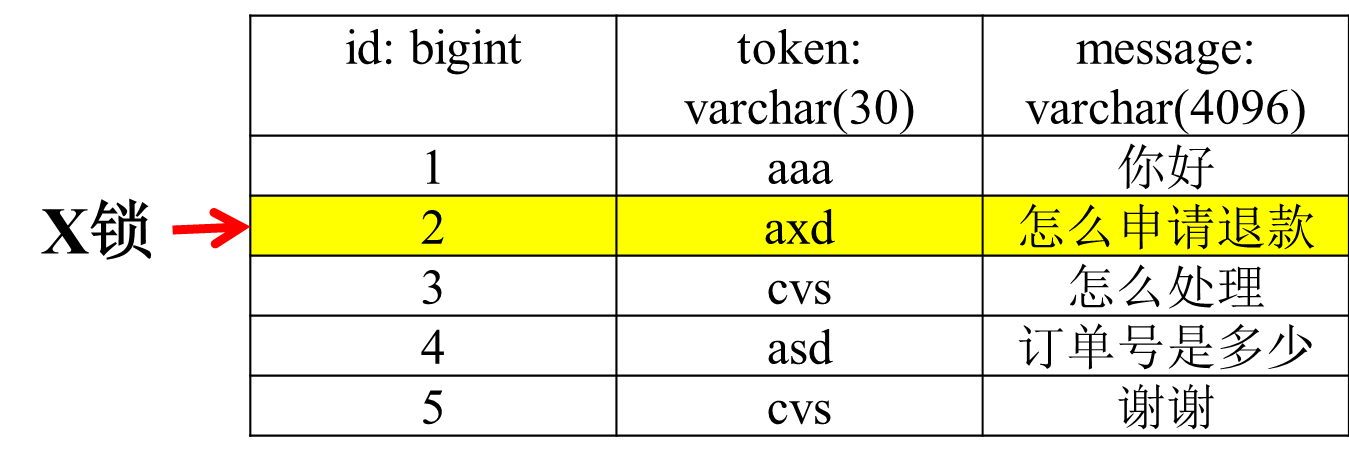 id: bigint token: message:
varchar(30) varchar(4096)
1 aaa 你好
X锁 2 axd 怎么申请退款
3 cvs 怎么处理
4 asd 订单号是多少
5 cvs 谢谢